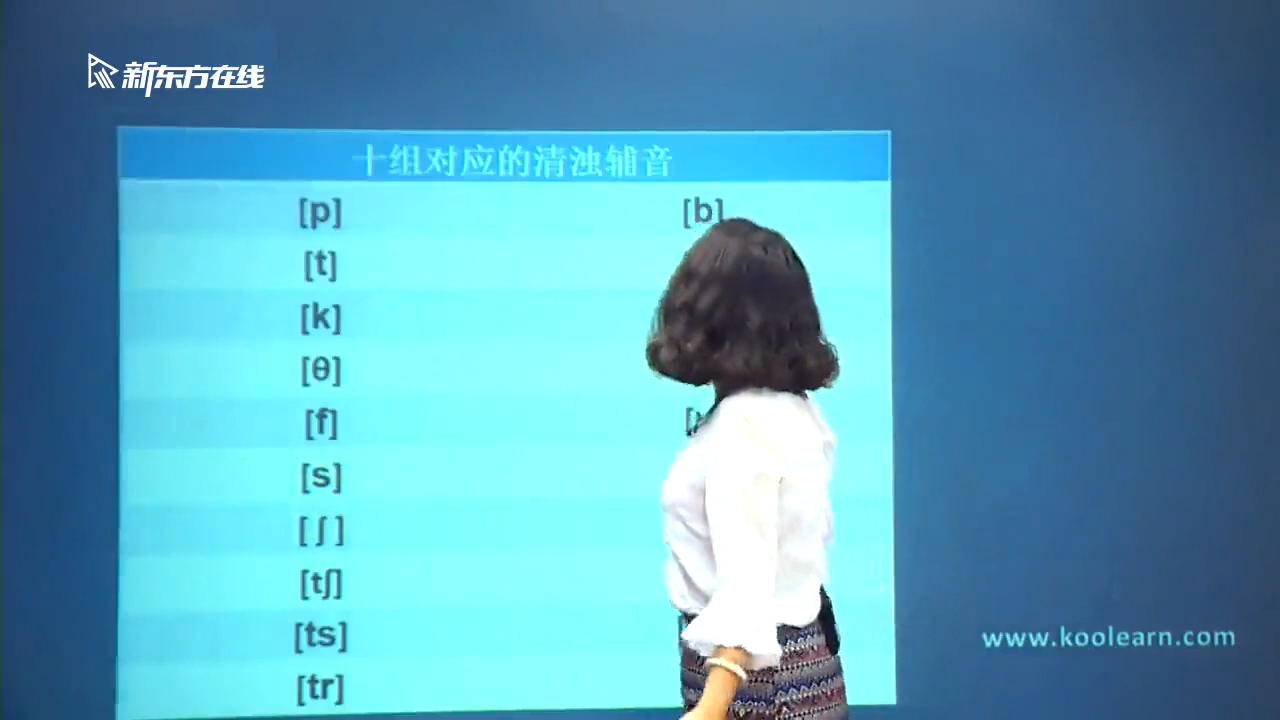 新东方在线
十组对应的清浊辅音
[p] [b]
[t]
[k]
[θ]
[f]
[s]
[ ʃ ]
[tʃ]
[ts]
[tr]
www.koolearn.com